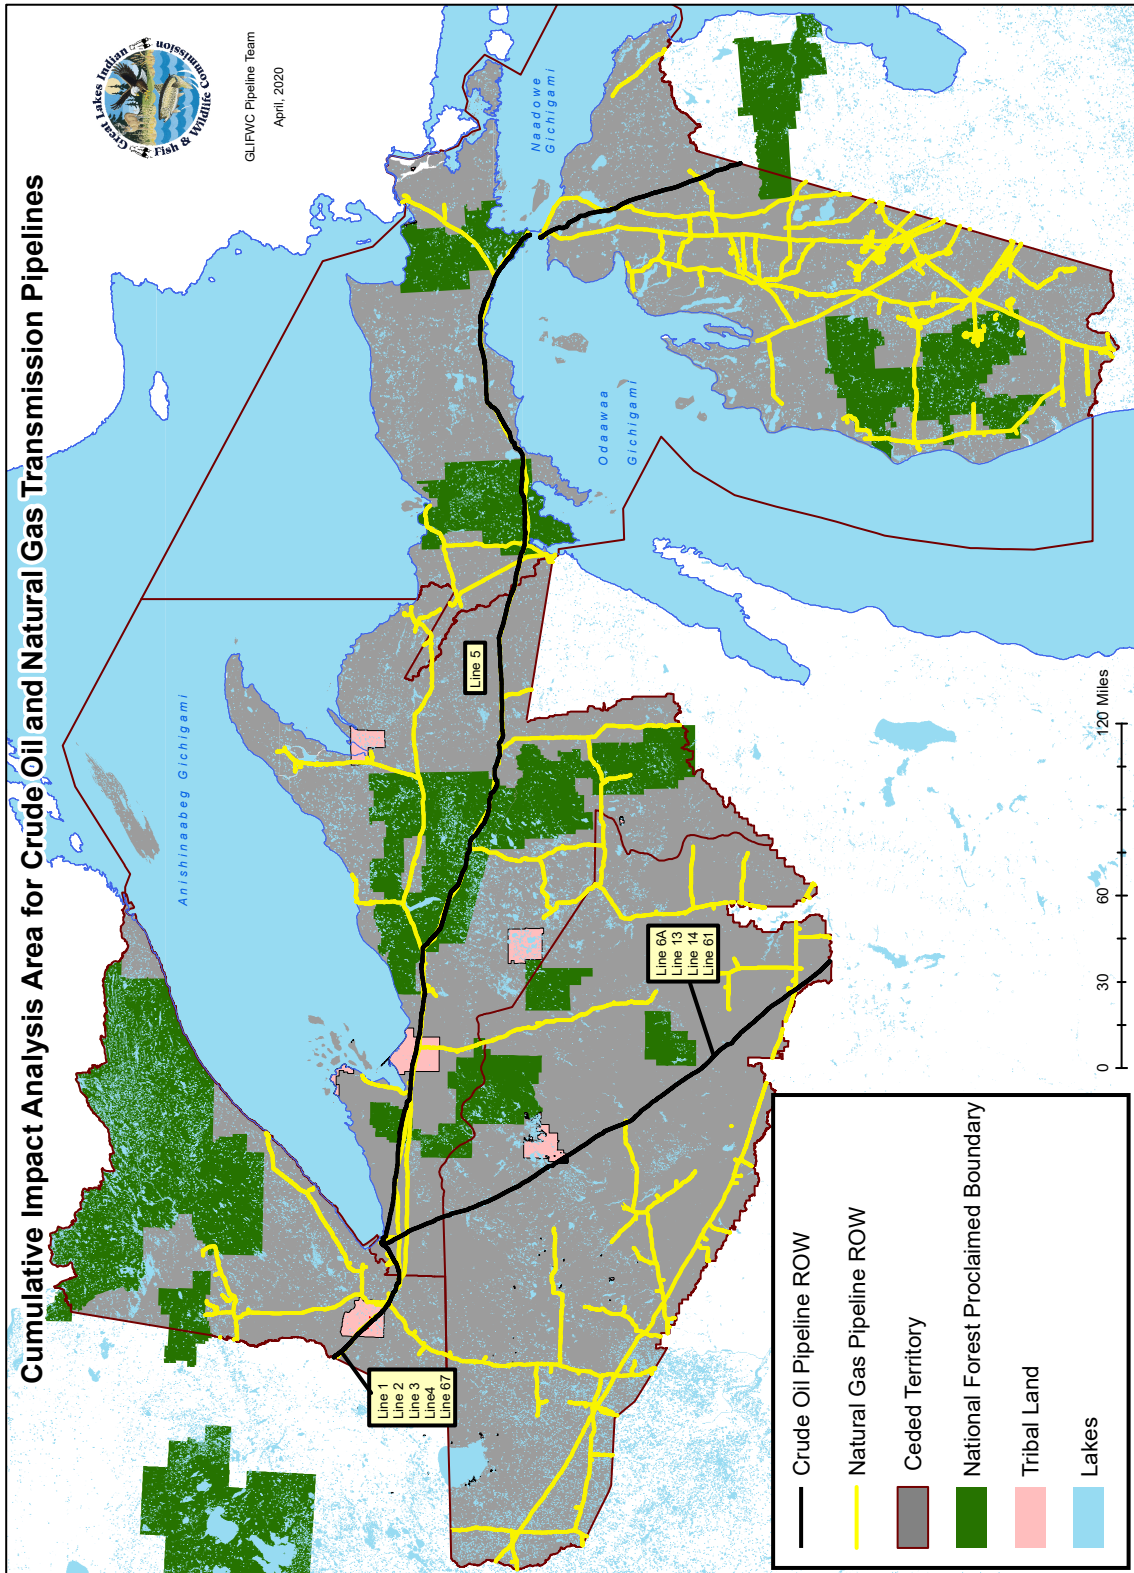 Cumulative Impact Analysis Area for Crude Oil and Natural Gas Transmission Pipelines
Great Lakes Indian
Fish & Wildlife Commission
GLIFWC Pipeline Team
April, 2020
Anishinaabeg Gichigami
Naadowe
Gichigami
Odaawaa
Gichigami
Line 5
Line 1
Line 2
Line 3
Line4
Line 67
Line 6A
Line 13
Line 14
Line 61
Crude Oil Pipeline ROW
Natural Gas Pipeline ROW
Ceded Territory
National Forest Proclaimed Boundary
Tribal Land
Lakes
0 30 60 120 Miles